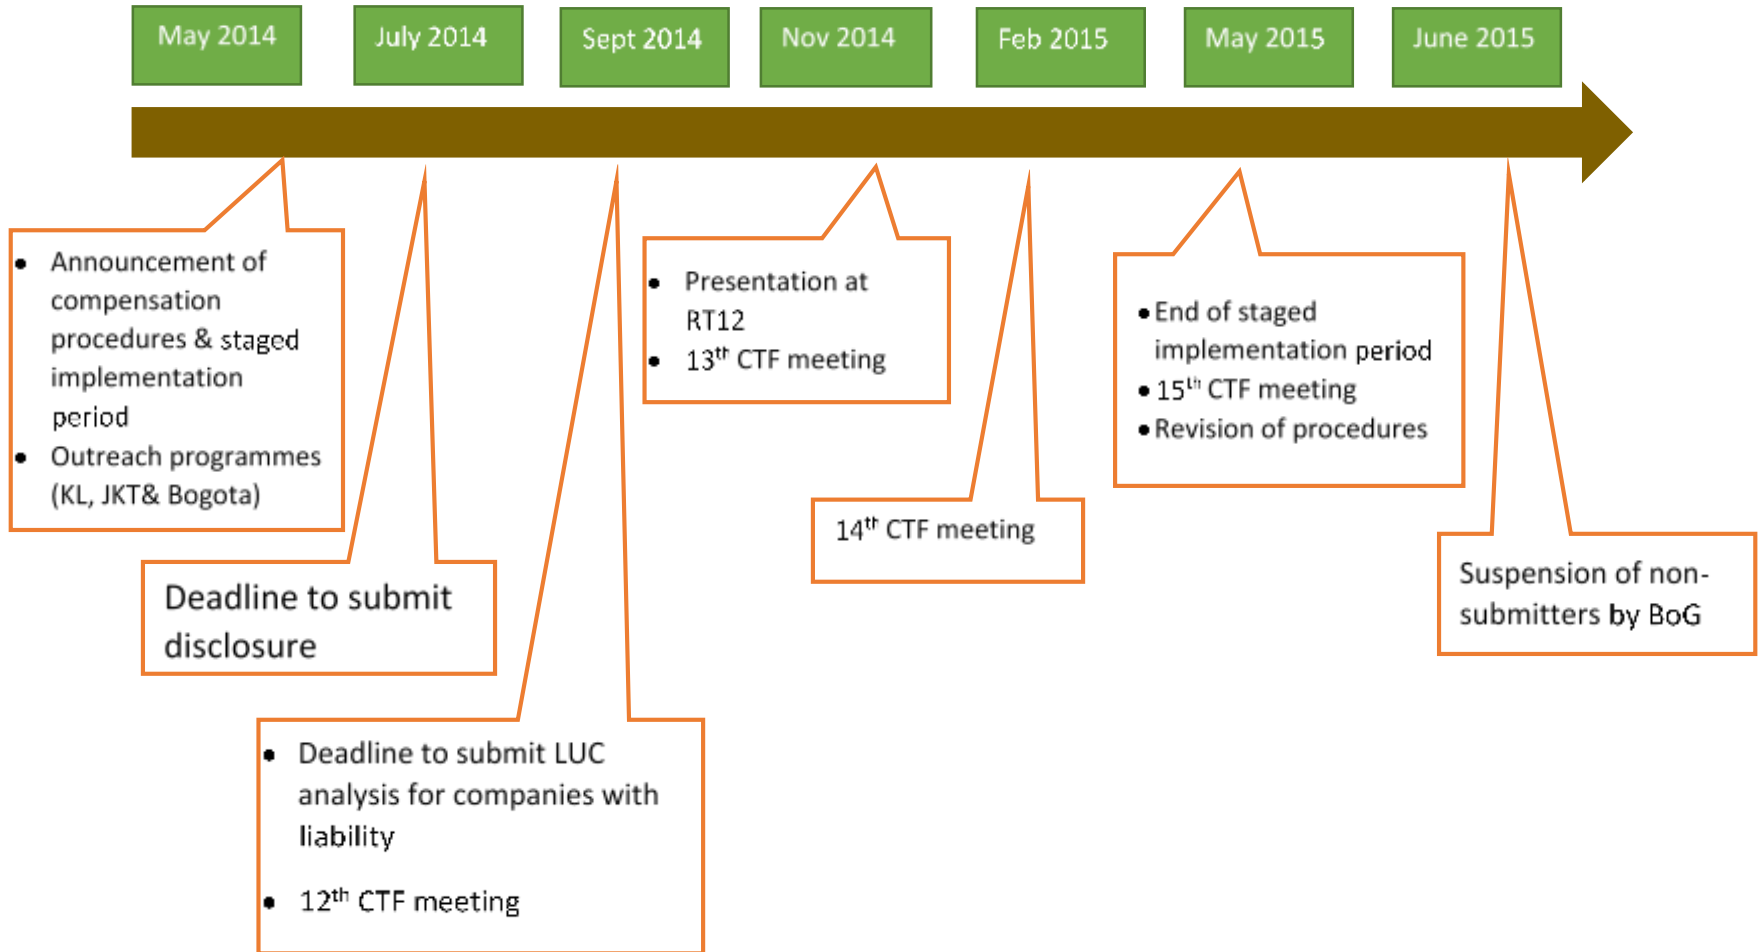 May 2014
July 2014
Sept 2014
Nov 2014
Feb 2015
May 2015
June 2015
• Announcement of
compensation
procedures & staged
implementation
period
• Outreach programmes
(KL, JKT& Bogota)
Deadline to submit
disclosure
• Deadline to submit LUC
analysis for companies with
liability
• 12th CTF meeting
• Presentation at
RT12
• 13th CTF meeting
14th CTF meeting
• End of staged
implementation period
• 15th CTF meeting
• Revision of procedures
Suspension of non-
submitters by BoG